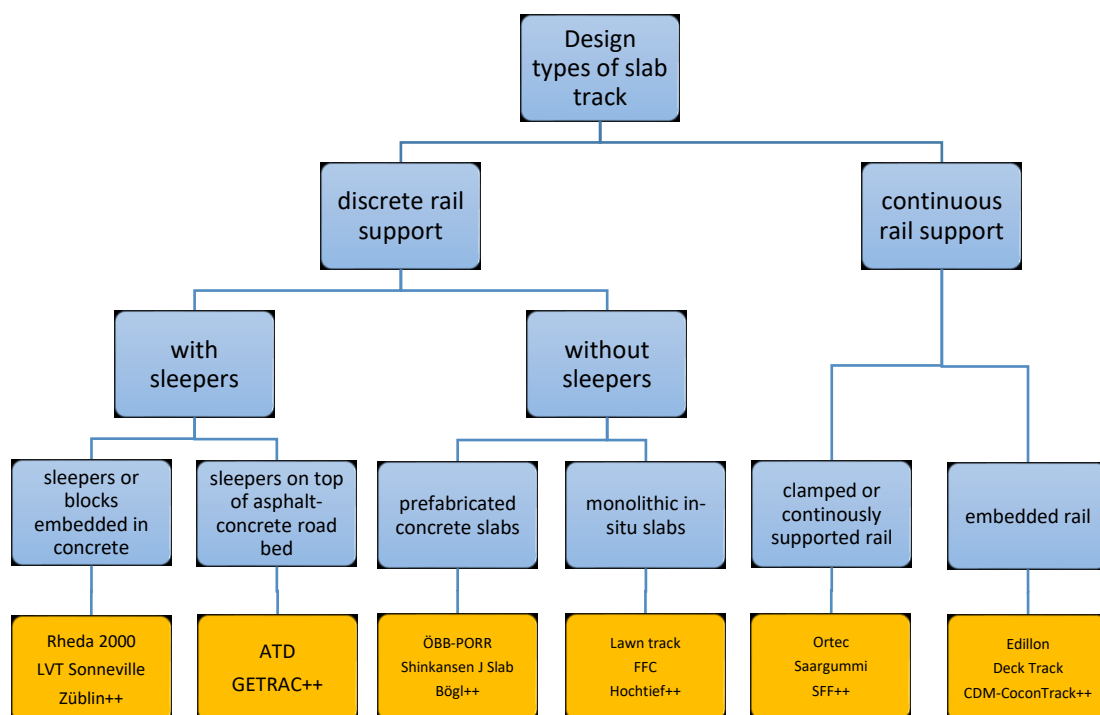 Design
types of slab
track
discrete rail
support
continuous
rail support
with
sleepers
without
sleepers
sleepers or
blocks
embedded in
concrete
sleepers on top
of asphalt-
concrete road
bed
prefabricated
concrete slabs
monolithic in-
situ slabs
clamped or
continously
supported rail
embedded rail
Rheda 2000
LVT Sonneville
Züblin++
ATD
GETRAC++
ÖBB-PORR
Shinkansen J Slab
Bögl++
Lawn track
FFC
Hochtief++
Ortec
Saargummi
SFF++
Edillon
Deck Track
CDM-CoconTrack++